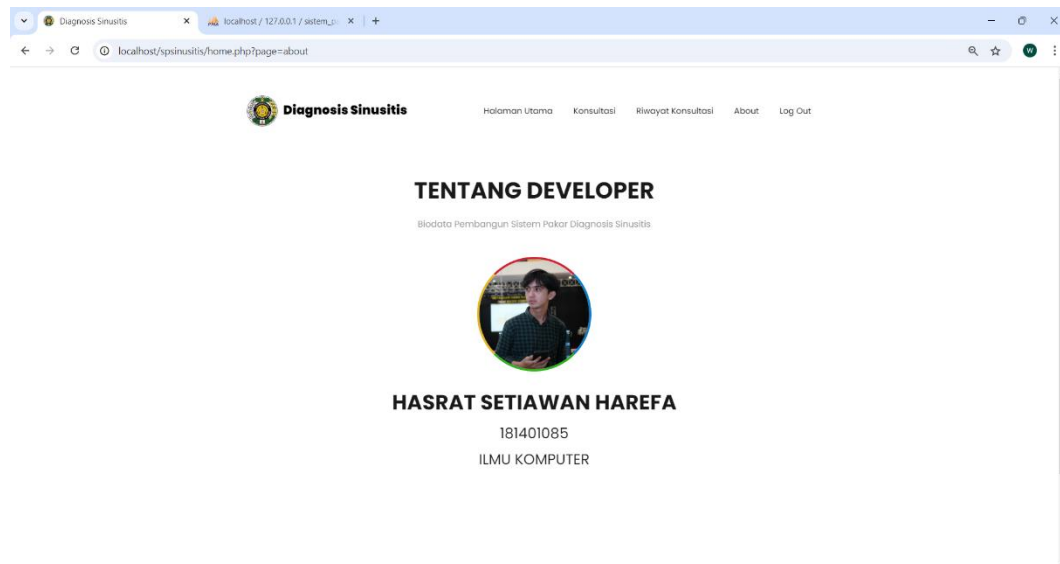 Diagnosis Sinusitis
localhost / 127.0.0.1 / sistem_p
localhost/spsinusitis/home.php?page=about
W
Diagnosis Sinusitis
Halaman Utama
Konsultasi
Riwayat Konsultasi
About
Log Out
TENTANG DEVELOPER
Biodata Pembangun Sistem Pakar Diagnosis Sinusitis
HASRAT SETIAWAN HAREFA
181401085
ILMU KOMPUTER